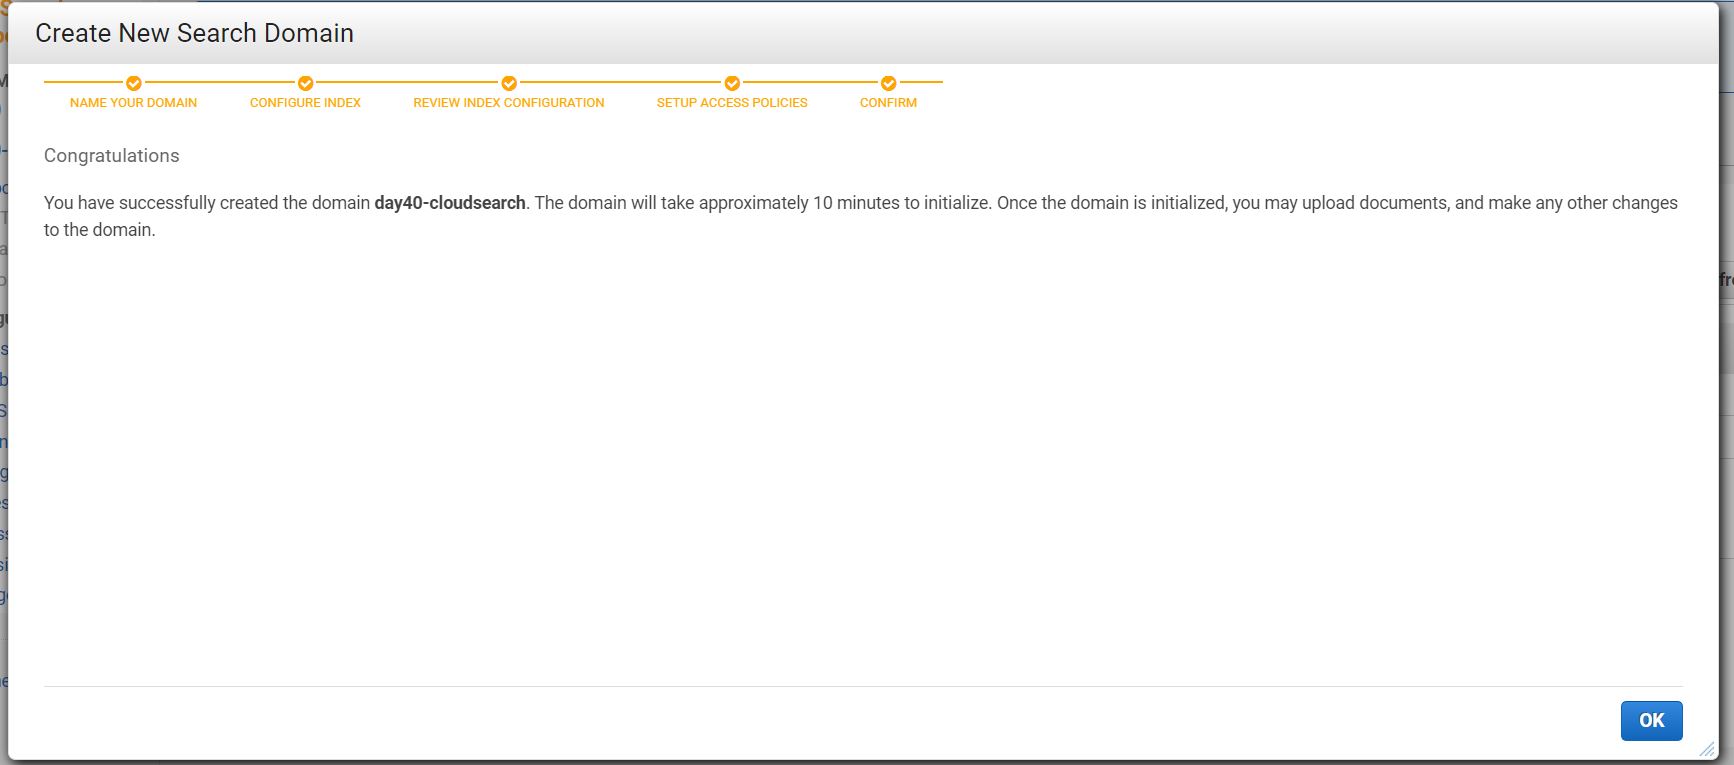 Create New Search Domain
NAME YOUR DOMAIN
CONFIGURE INDEX
REVIEW INDEX CONFIGURATION
SETUP ACCESS POLICIES
CONFIRM
Congratulations
You have successfully created the domain day40-cloudsearch. The domain will take approximately 10 minutes to initialize. Once the domain is initialized, you may upload documents, and make any other changes
to the domain.
OK